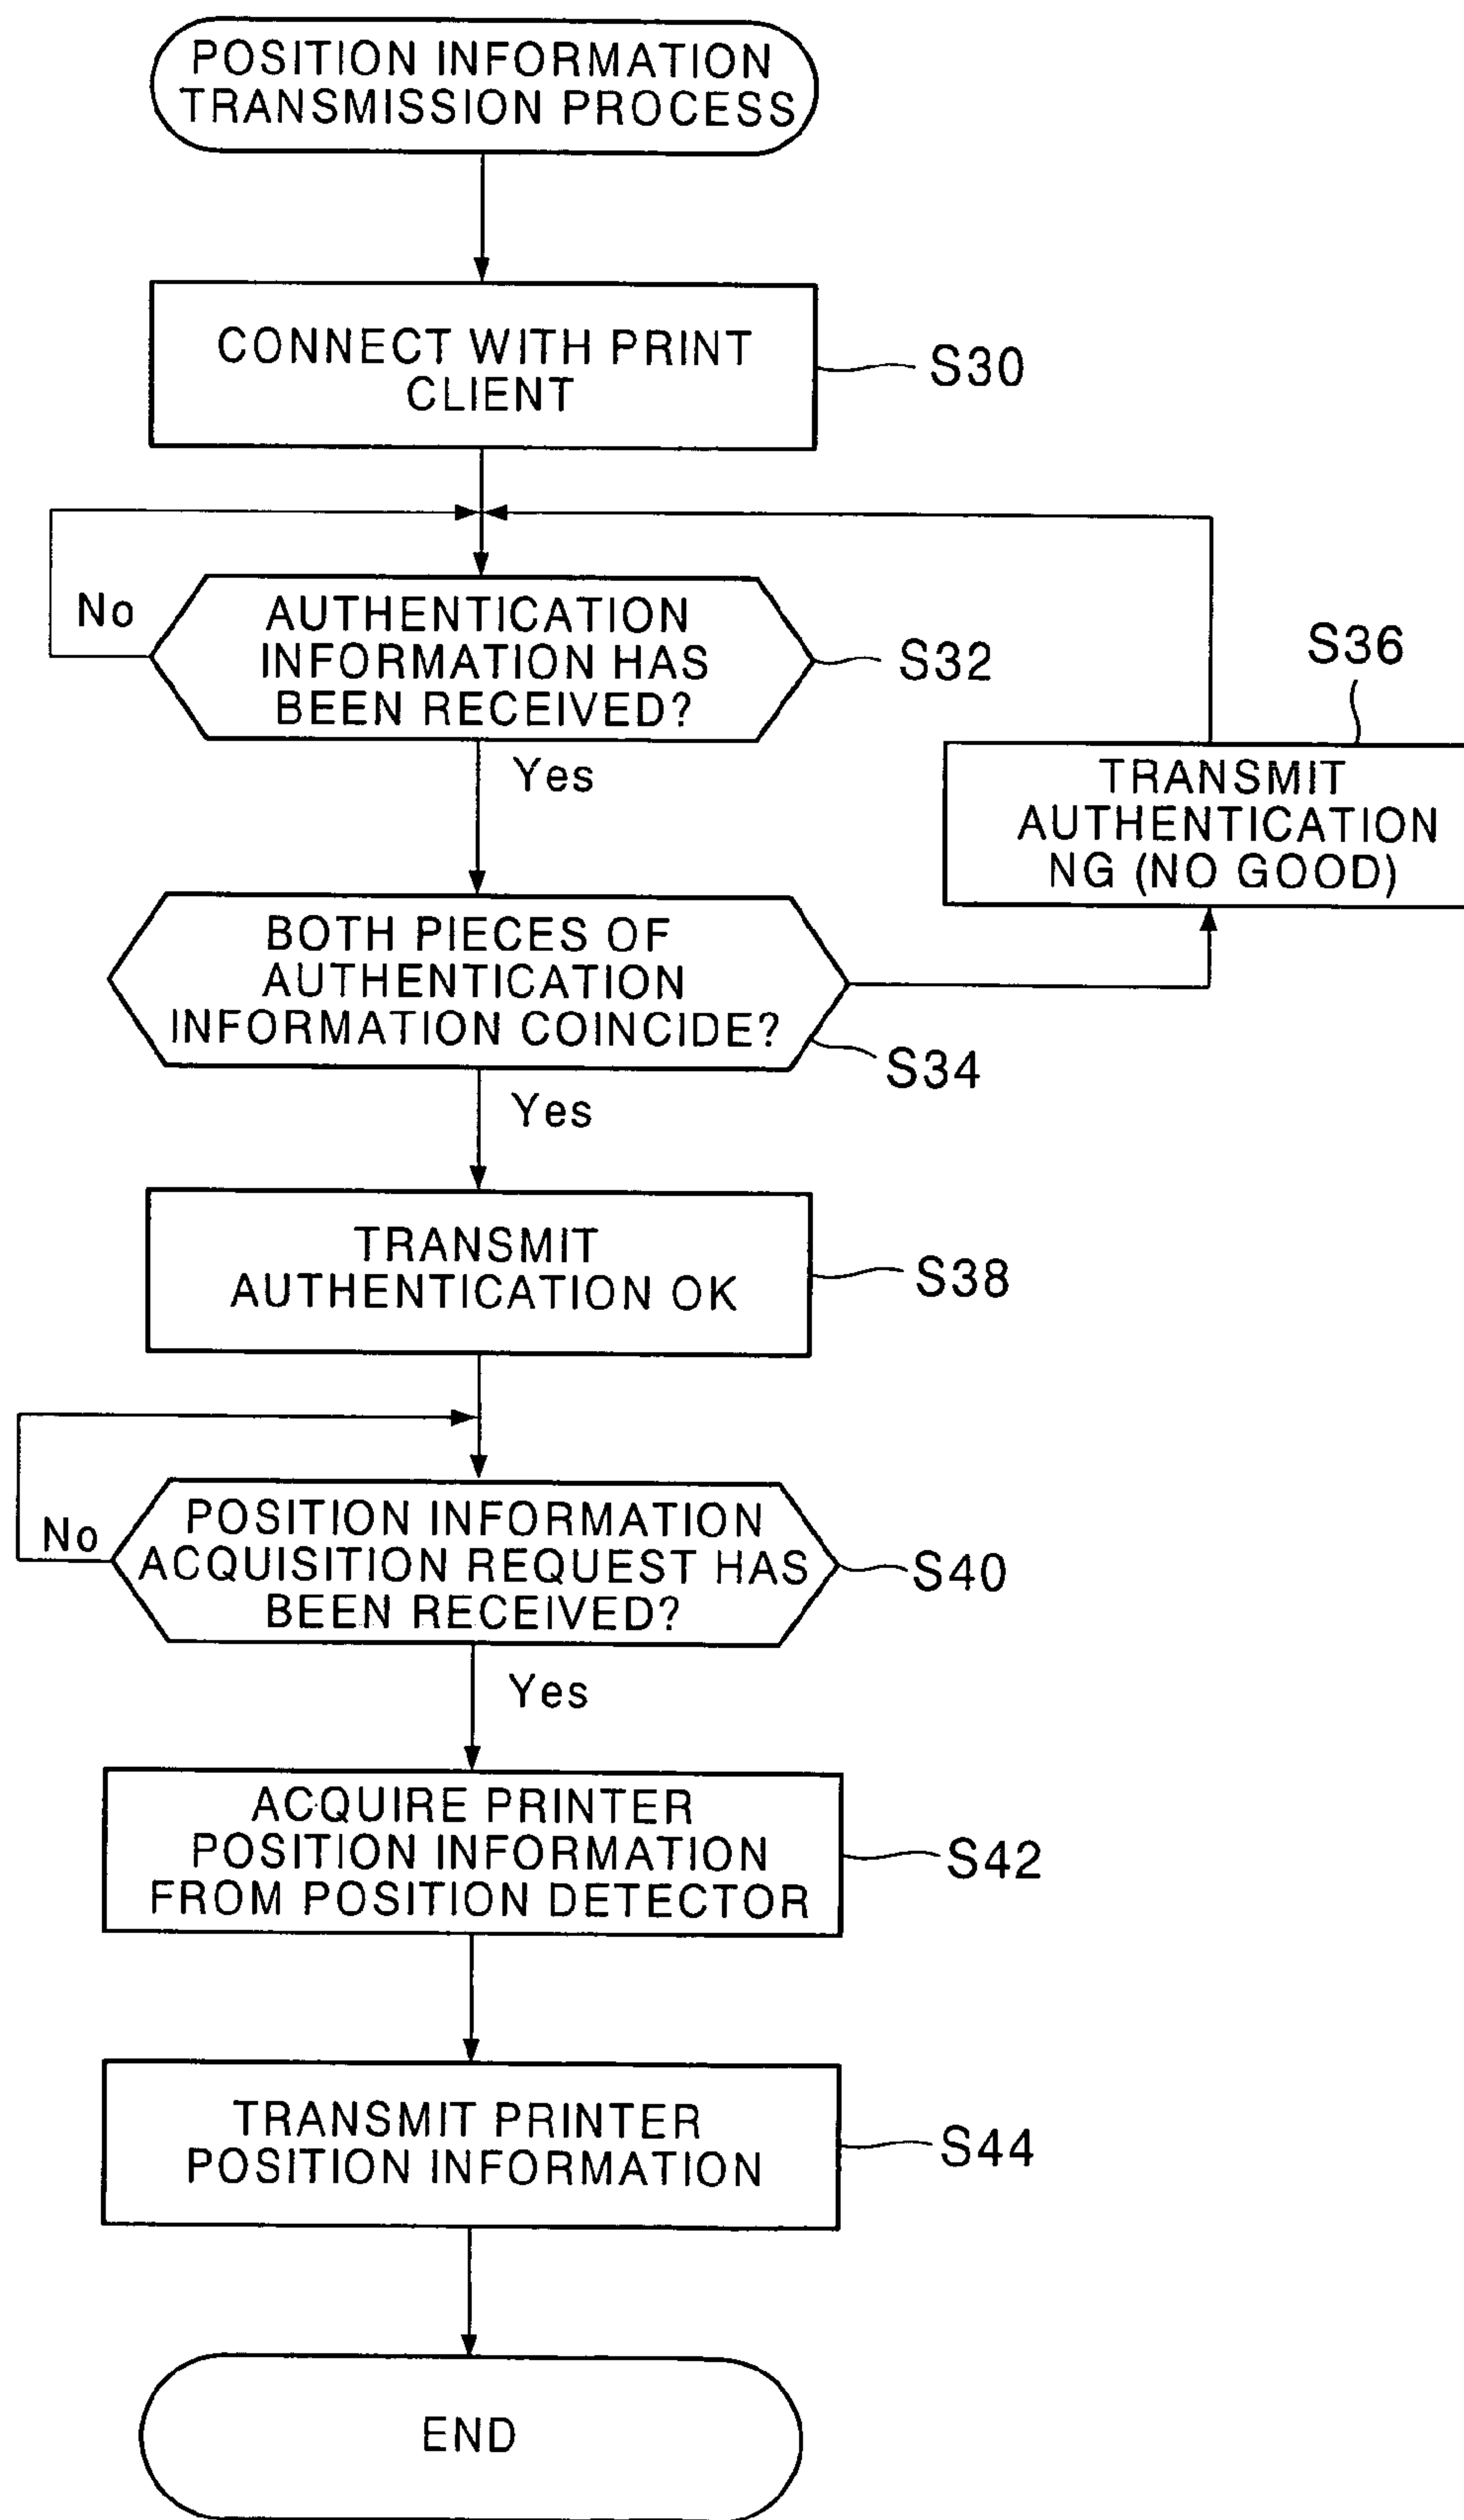 POSITION INFORMATION
TRANSMISSION PROCESS
CONNECT WITH PRINT
CLIENT
S30
No
AUTHENTICATION
INFORMATION HAS
BEEN RECEIVED?
S32
S36
Yes
TRANSMIT
AUTHENTICATION
NG (NO GOOD)
BOTH PIECES OF
AUTHENTICATION
INFORMATION COINCIDE?
S34
Yes
TRANSMIT
AUTHENTICATION OK
S38
No
POSITION INFORMATION
ACQUISITION REQUEST HAS
BEEN RECEIVED?
S40
Yes
ACQUIRE PRINTER
POSITION INFORMATION
FROM POSITION DETECTOR
S42
TRANSMIT PRINTER
POSITION INFORMATION
S44
END